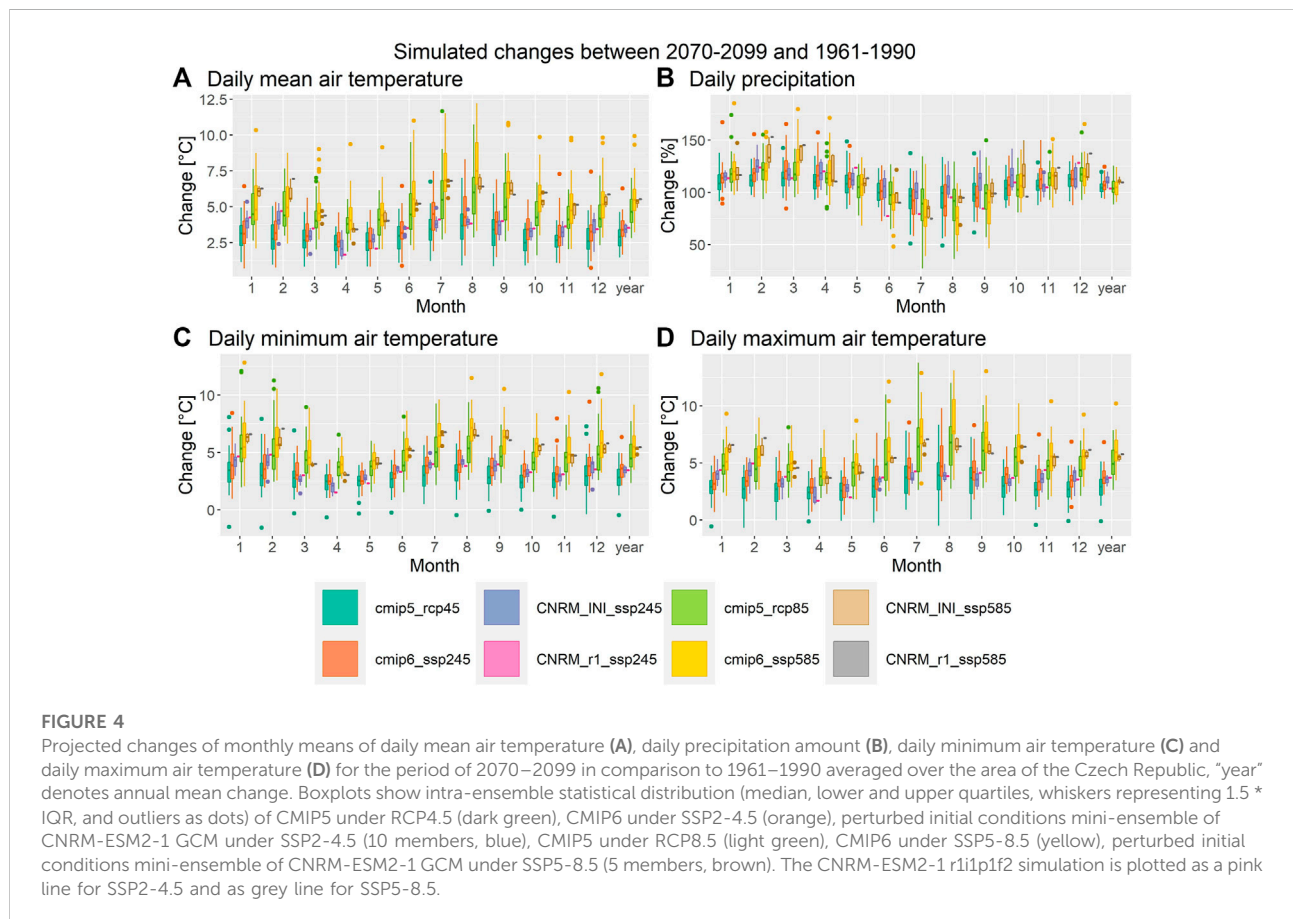 Simulated changes between 2070-2099 and 1961-1990
A Daily mean air temperature
12.5
10.0
7.5
5.0
2.5
Change [°C]
1 2 3 4 5 6 7 8 9 10 11 12 year
Month
B Daily precipitation
150
100
50
Change [%]
1 2 3 4 5 6 7 8 9 10 11 12 year
Month
C Daily minimum air temperature
10
5
0
Change [°C]
1 2 3 4 5 6 7 8 9 10 11 12 year
Month
D Daily maximum air temperature
10
5
0
Change [°C]
1 2 3 4 5 6 7 8 9 10 11 12 year
Month
cmip5_rcp45 CNRM_INI_ssp245 cmip5_rcp85 CNRM_INI_ssp585
cmip6_ssp245 CNRM_r1_ssp245 cmip6_ssp585 CNRM_r1_ssp585
FIGURE 4
Projected changes of monthly means of daily mean air temperature (A), daily precipitation amount (B), daily minimum air temperature (C) and
daily maximum air temperature (D) for the period of 2070–2099 in comparison to 1961–1990 averaged over the area of the Czech Republic, "year"
denotes annual mean change. Boxplots show intra-ensemble statistical distribution (median, lower and upper quartiles, whiskers representing 1.5 *
IQR, and outliers as dots) of CMIP5 under RCP4.5 (dark green), CMIP6 under SSP2-4.5 (orange), perturbed initial conditions mini-ensemble of
CNRM-ESM2-1 GCM under SSP2-4.5 (10 members, blue), CMIP5 under RCP8.5 (light green), CMIP6 under SSP5-8.5 (yellow), perturbed initial
conditions mini-ensemble of CNRM-ESM2-1 GCM under SSP5-8.5 (5 members, brown). The CNRM-ESM2-1 r1i1p1f2 simulation is plotted as a pink
line for SSP2-4.5 and as grey line for SSP5-8.5.